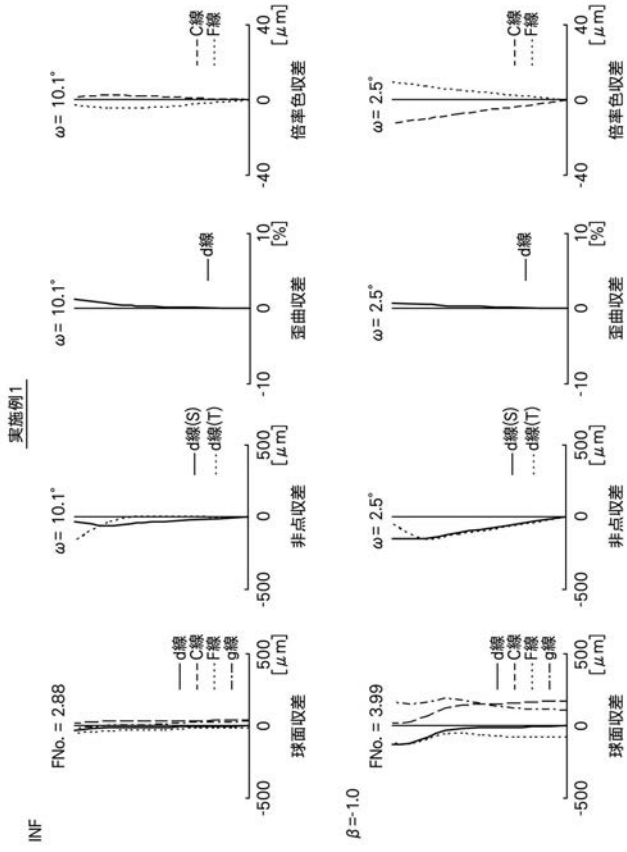 実施例1
INF
FNo. = 2.88
d線
C線
F線
g線
-500 0 500
[μm]
球面収差
ω= 10.1°
d線(S)
d線(T)
-500 0 500
[μm]
非点収差
ω= 10.1°
d線
-10 0 10
[%]
歪曲収差
ω= 10.1°
C線
F線
-40 0 40
[μm]
倍率色収差
β=-1.0
FNo. = 3.99
d線
C線
F線
g線
-500 0 500
[μm]
球面収差
ω= 2.5°
d線(S)
d線(T)
-500 0 500
[μm]
非点収差
ω= 2.5°
d線
-10 0 10
[%]
歪曲収差
ω= 2.5°
C線
F線
-40 0 40
[μm]
倍率色収差